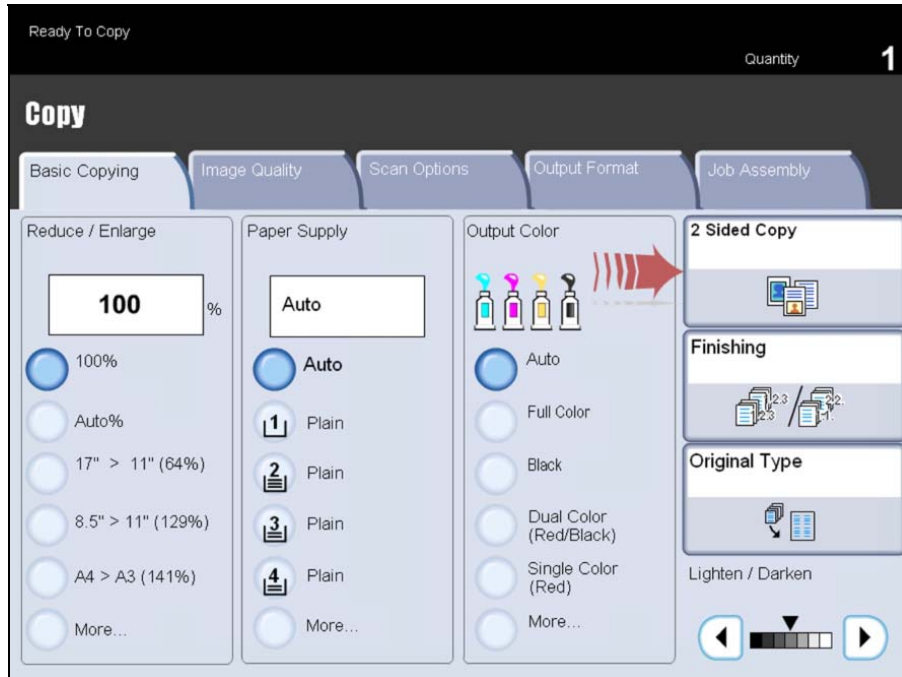 Ready To Copy
Quantity 1
Copy
Basic Copying
Image Quality
Scan Options
Output Format
Job Assembly
Reduce / Enlarge
100 %
100%
Auto%
17" > 11" (64%)
8.5" > 11" (129%)
A4 > A3 (141%)
More...
Paper Supply
Auto
Auto
1 Plain
2 Plain
3 Plain
4 Plain
More...
Output Color
Auto
Full Color
Black
Dual Color
(Red/Black)
Single Color
(Red)
More...
2 Sided Copy
Finishing
Original Type
Lighten / Darken